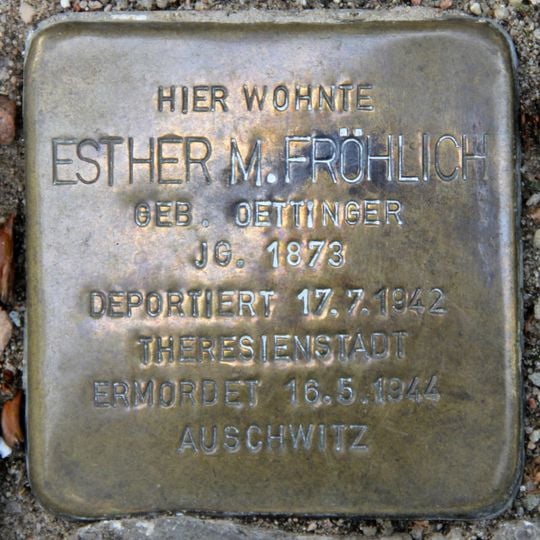 HIER WOHNTE
ESTHER M. FRÖHLICH
GEB. OETTINGER
JG. 1873
DEPORTIERT 17.7.1942
THERESIENSTADT
ERMORDET 16.5.1944
AUSCHWITZ